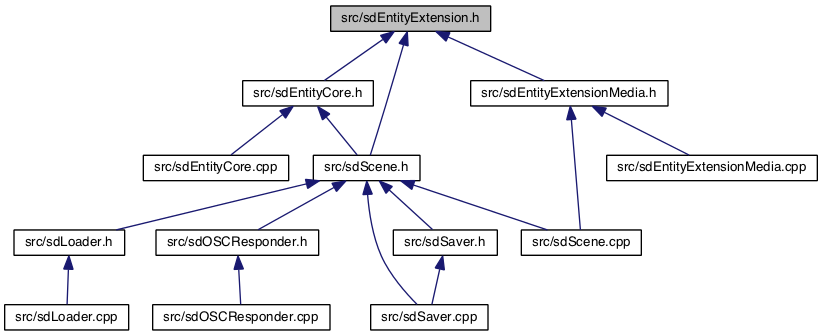 src/sdEntityExtension.h
src/sdEntityCore.h
src/sdEntityExtensionMedia.h
src/sdEntityCore.cpp
src/sdScene.h
src/sdEntityExtensionMedia.cpp
src/sdLoader.h
src/sdOSCResponder.h
src/sdSaver.h
src/sdScene.cpp
src/sdLoader.cpp
src/sdOSCResponder.cpp
src/sdSaver.cpp